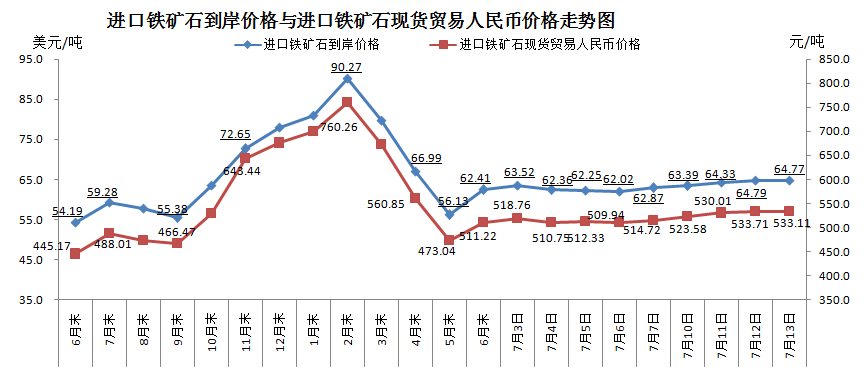 进口铁矿石到岸价格与进口铁矿石现货贸易人民币价格走势图
美元/吨
元/吨
进口铁矿石到岸价格
进口铁矿石现货贸易人民币价格
95.0
85.0
75.0
65.0
55.0
45.0
35.0
850.0
800.0
750.0
700.0
650.0
600.0
550.0
500.0
450.0
400.0
350.0
54.19
59.28
55.38
72.65
90.27
66.99
56.13
62.41
63.52
62.36
62.25
62.02
62.87
63.39
64.33
64.79
64.77
445.17
488.01
466.47
643.44
760.26
560.85
473.04
511.22
518.76
510.75
512.33
509.94
514.72
523.58
530.01
533.71
533.11
6月末
7月末
8月末
9月末
10月末
11月末
12月末
1月末
2月末
3月末
4月末
5月末
6月末
7月3日
7月4日
7月5日
7月6日
7月7日
7月10日
7月11日
7月12日
7月13日